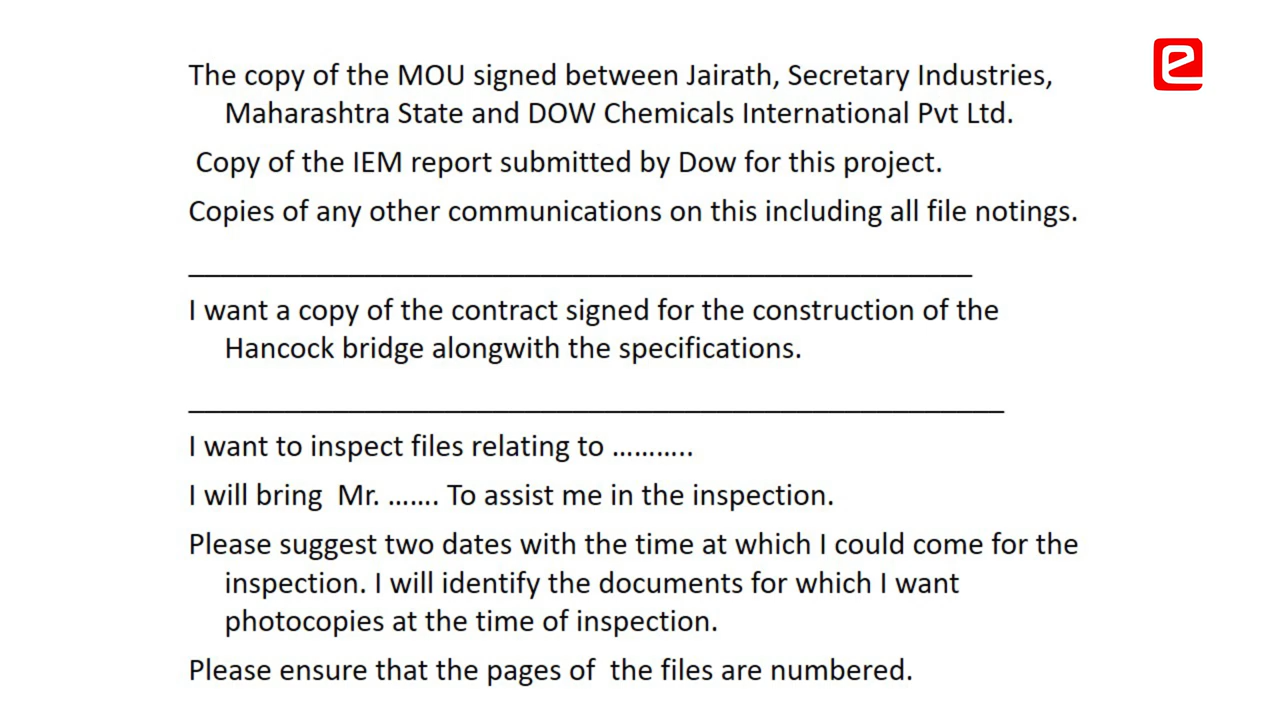 The copy of the MOU signed between Jairath, Secretary Industries,
Maharashtra State and DOW Chemicals International Pvt Ltd.
Copy of the IEM report submitted by Dow for this project.
Copies of any other communications on this including all file notings.
I want a copy of the contract signed for the construction of the
Hancock bridge alongwith the specifications.
I want to inspect files relating to ………..
I will bring  Mr. ……. To assist me in the inspection.
Please suggest two dates with the time at which I could come for the
inspection. I will identify the documents for which I want
photocopies at the time of inspection.
Please ensure that the pages of  the files are numbered.